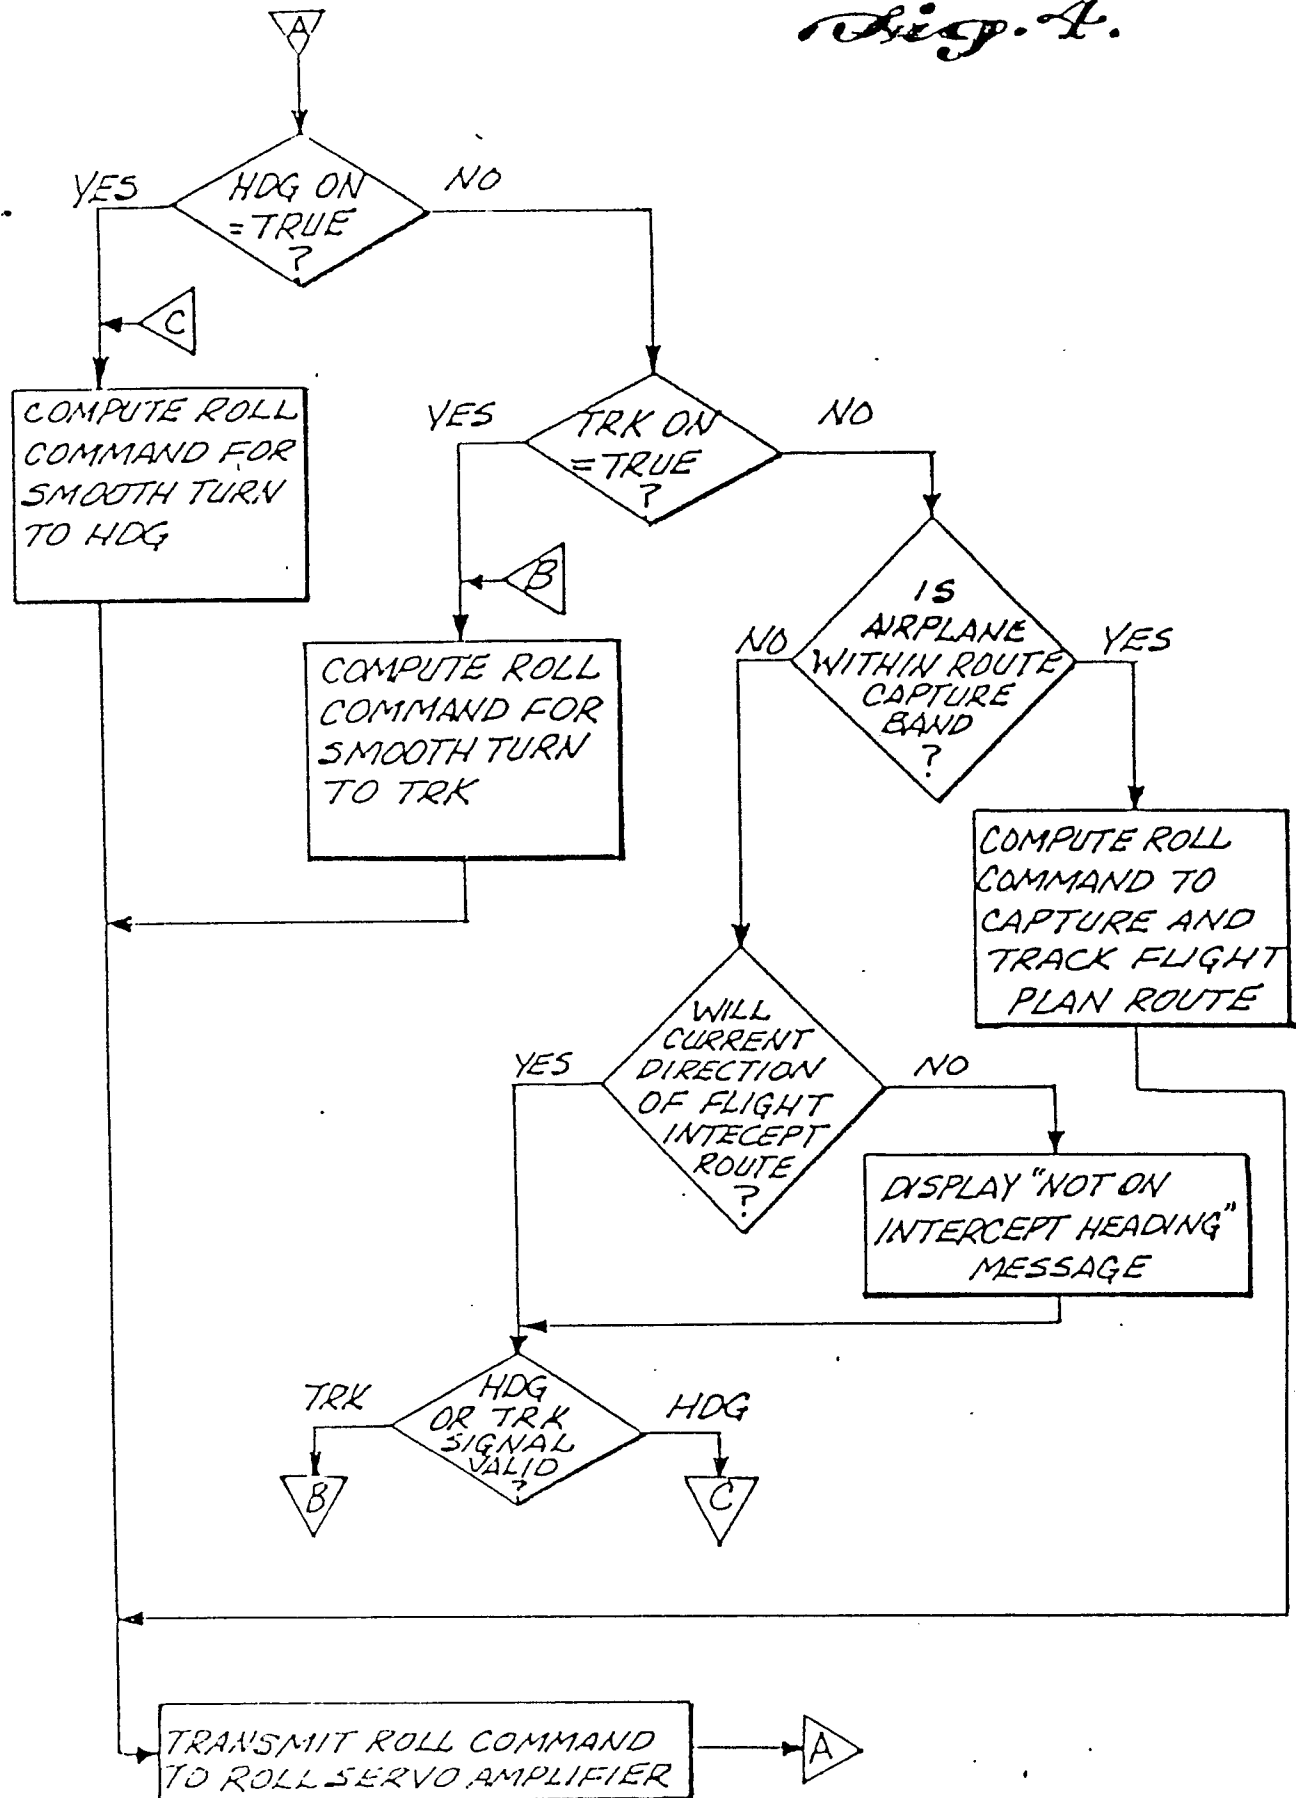 Fig. 4.
A
HDG ON
= TRUE
?
YES
NO
C
COMPUTE ROLL
COMMAND FOR
SMOOTH TURN
TO HDG
TRK ON
= TRUE
?
YES
NO
B
COMPUTE ROLL
COMMAND FOR
SMOOTH TURN
TO TRK
IS
AIRPLANE
WITHIN ROUTE
CAPTURE
BAND
?
NO
YES
COMPUTE ROLL
COMMAND TO
CAPTURE AND
TRACK FLIGHT
PLAN ROUTE
WILL
CURRENT
DIRECTION
OF FLIGHT
INTECEPT
ROUTE
?
YES
NO
DISPLAY "NOT ON
INTERCEPT HEADING"
MESSAGE
HDG
OR TRK
SIGNAL
VALID
?
TRK
HDG
B
C
TRANSMIT ROLL COMMAND
TO ROLL SERVO AMPLIFIER
A